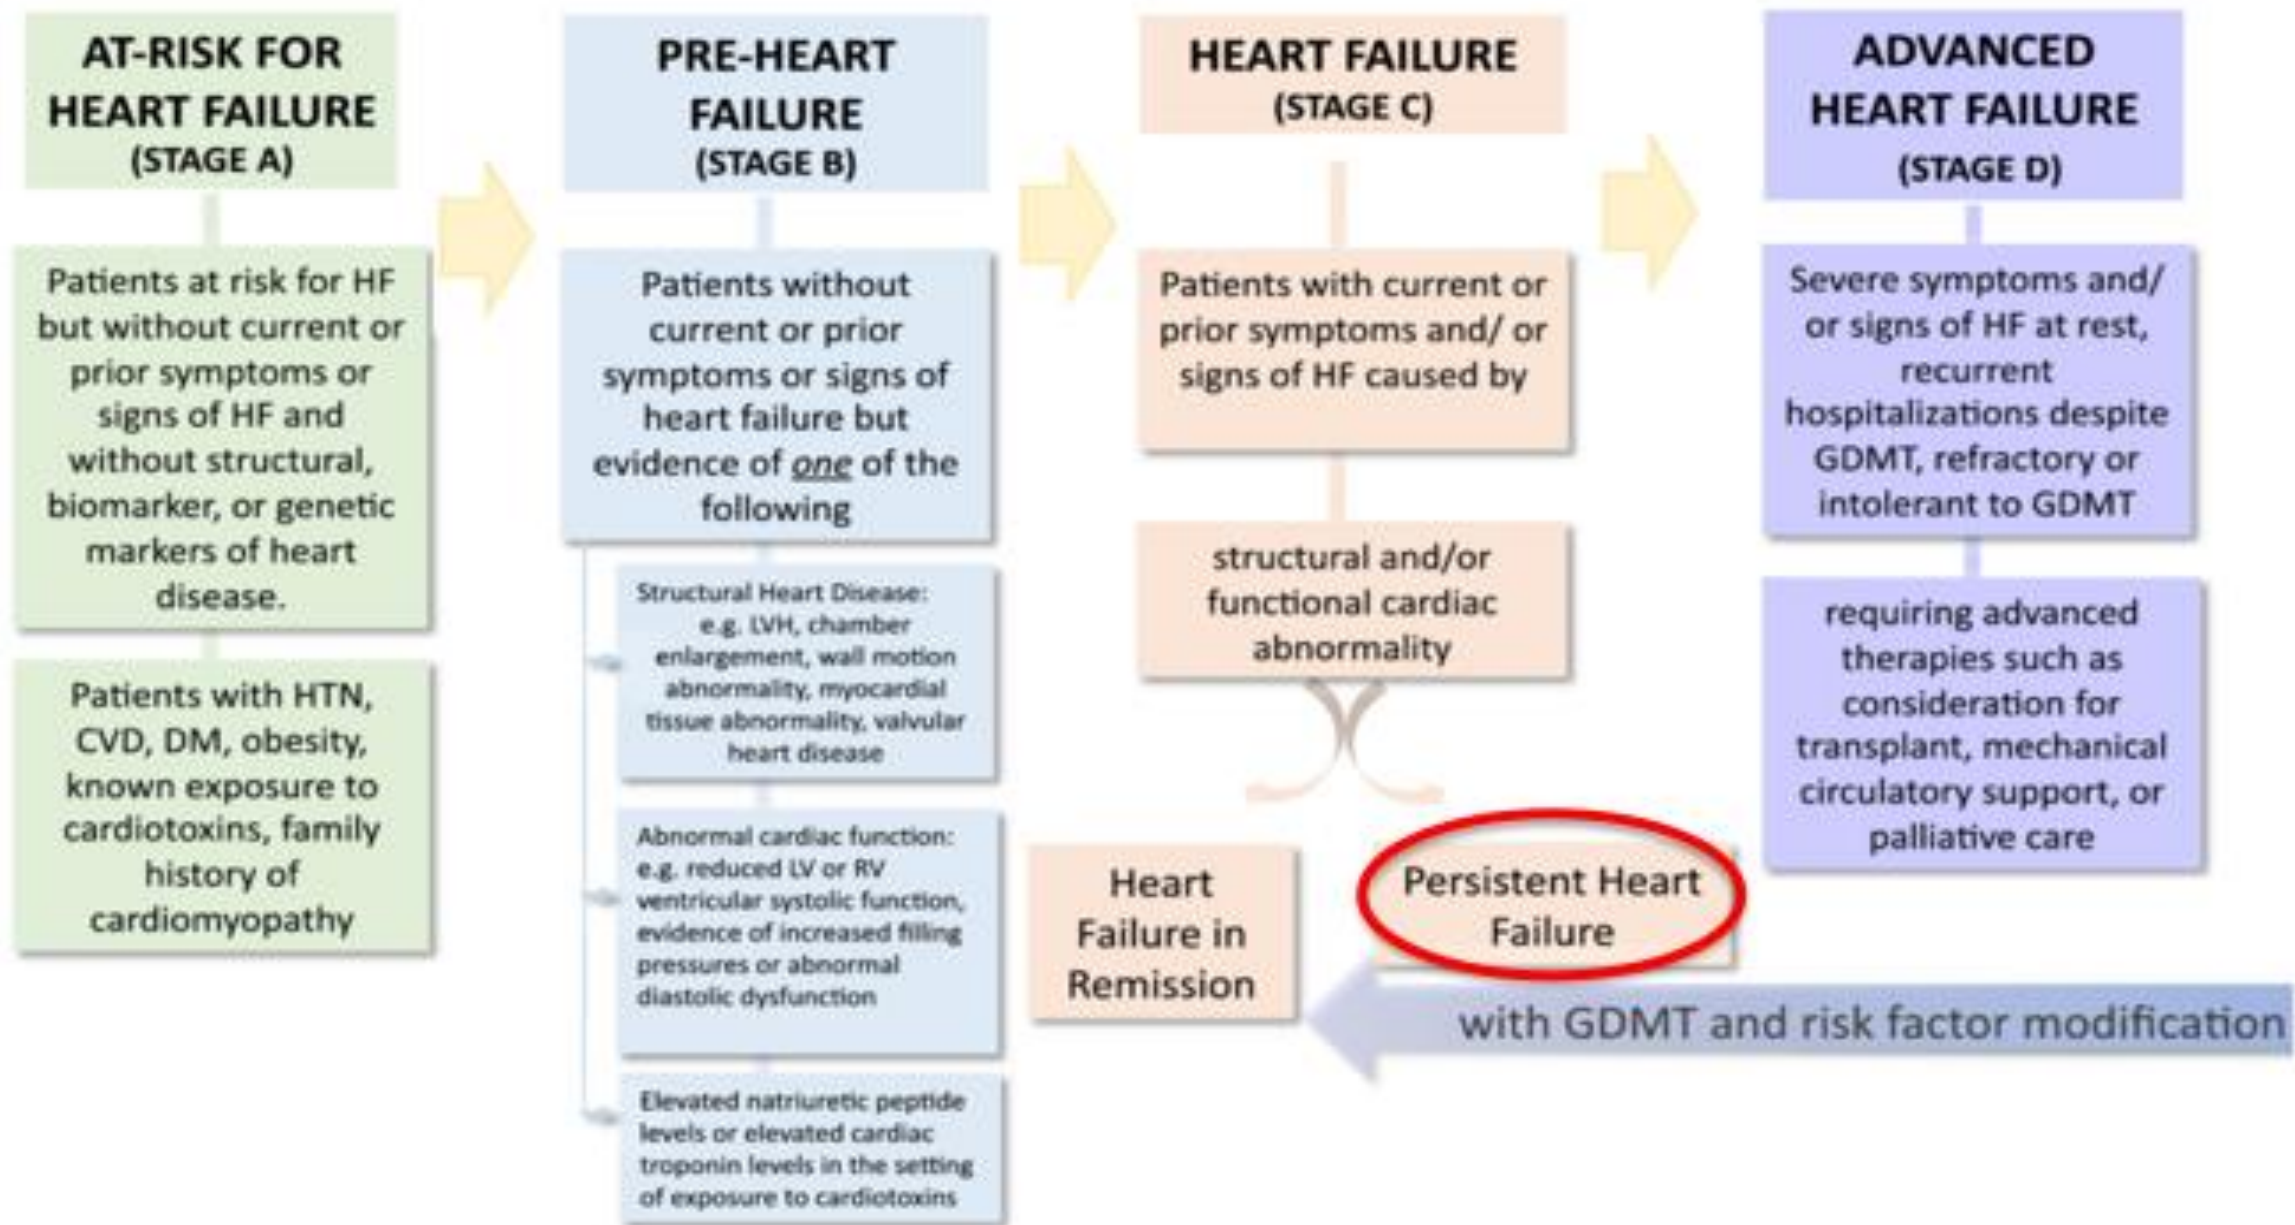 AT-RISK FOR
HEART FAILURE
(STAGE A)
Patients at risk for HF
but without current or
prior symptoms or
signs of HF and
without structural,
biomarker, or genetic
markers of heart
disease.
Patients with HTN,
CVD, DM, obesity,
known exposure to
cardiotoxins, family
history of
cardiomyopathy
PRE-HEART
FAILURE
(STAGE B)
Patients without
current or prior
symptoms or signs of
heart failure but
evidence of one of the
following
Structural Heart Disease:
e.g. LVH, chamber
enlargement, wall motion
abnormality, myocardial
tissue abnormality, valvular
heart disease
Abnormal cardiac function:
e.g. reduced LV or RV
ventricular systolic function,
evidence of increased filling
pressures or abnormal
diastolic dysfunction
Elevated natriuretic peptide
levels or elevated cardiac
troponin levels in the setting
of exposure to cardiotoxins
HEART FAILURE
(STAGE C)
Patients with current or
prior symptoms and/ or
signs of HF caused by
structural and/or
functional cardiac
abnormality
Heart
Failure in
Remission
Persistent Heart
Failure
with GDMT and risk factor modification
ADVANCED
HEART FAILURE
(STAGE D)
Severe symptoms and/
or signs of HF at rest,
recurrent
hospitalizations despite
GDMT, refractory or
intolerant to GDMT
requiring advanced
therapies such as
consideration for
transplant, mechanical
circulatory support, or
palliative care